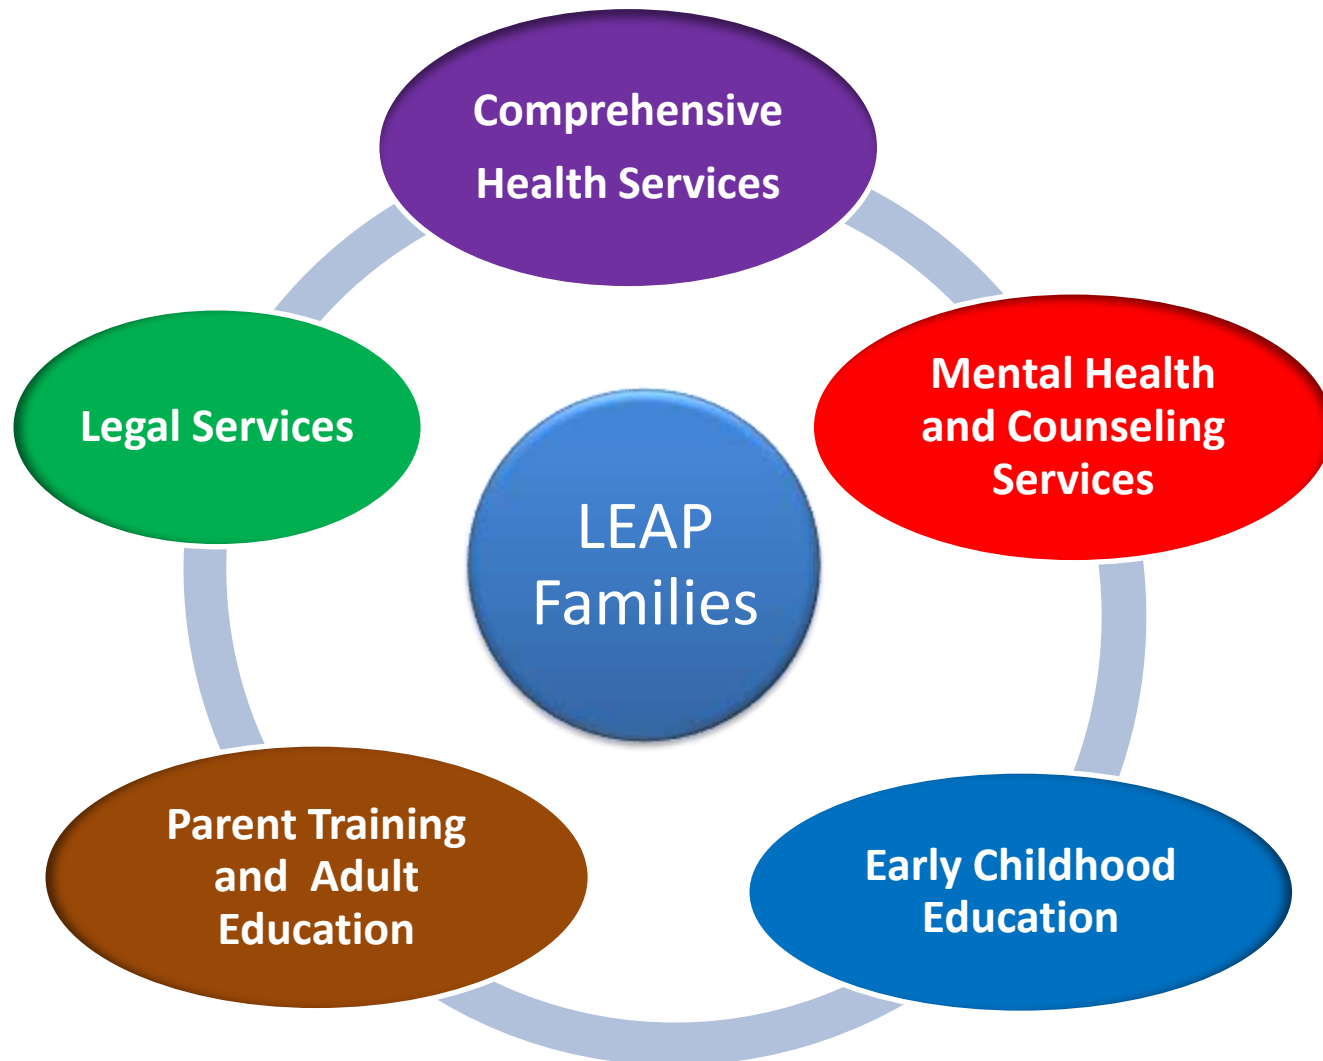 Comprehensive
Health Services
Mental Health
and Counseling
Services
Legal Services
LEAP
Families
Parent Training
and  Adult
Education
Early Childhood
Education